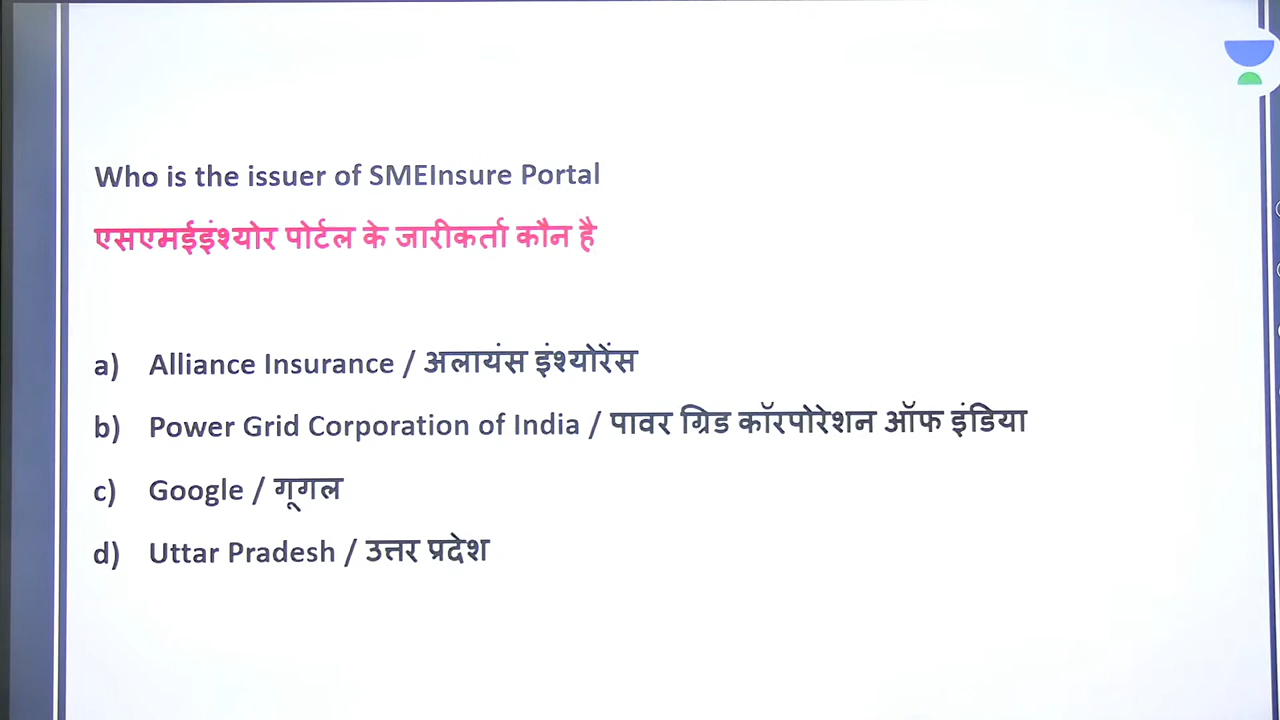 Who is the issuer of SMEInsure Portal
एसएमईइंश्योर पोर्टल के जारीकर्ता कौन है
a) Alliance Insurance / अलायंस इंश्योरेंस
b) Power Grid Corporation of India / पावर ग्रिड कॉरपोरेशन ऑफ इंडिया
c) Google / गूगल
d) Uttar Pradesh / उत्तर प्रदेश